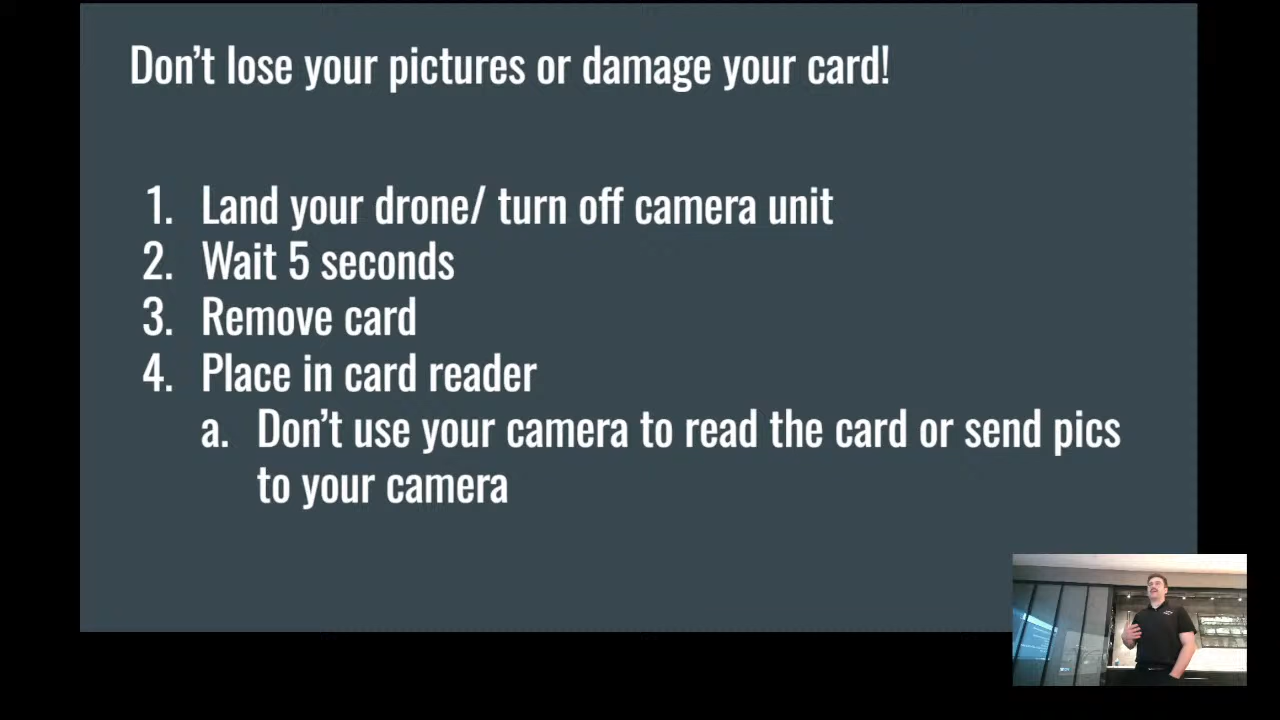 Don't lose your pictures or damage your card!
1. Land your drone/ turn off camera unit
2. Wait 5 seconds
3. Remove card
4. Place in card reader
a. Don't use your camera to read the card or send pics
to your camera